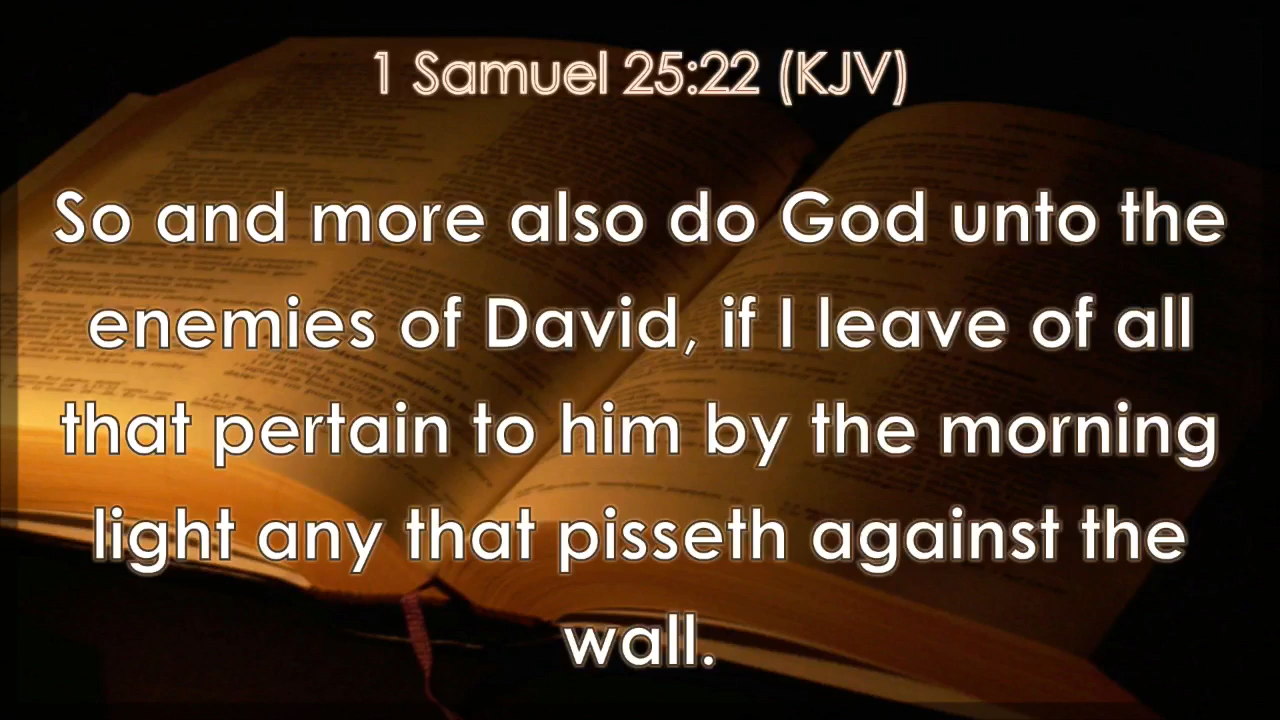 1 Samuel 25:22 (KJV)
So and more also do God unto the
enemies of David, if I leave of all
that pertain to him by the morning
light any that pisseth against the
wall.